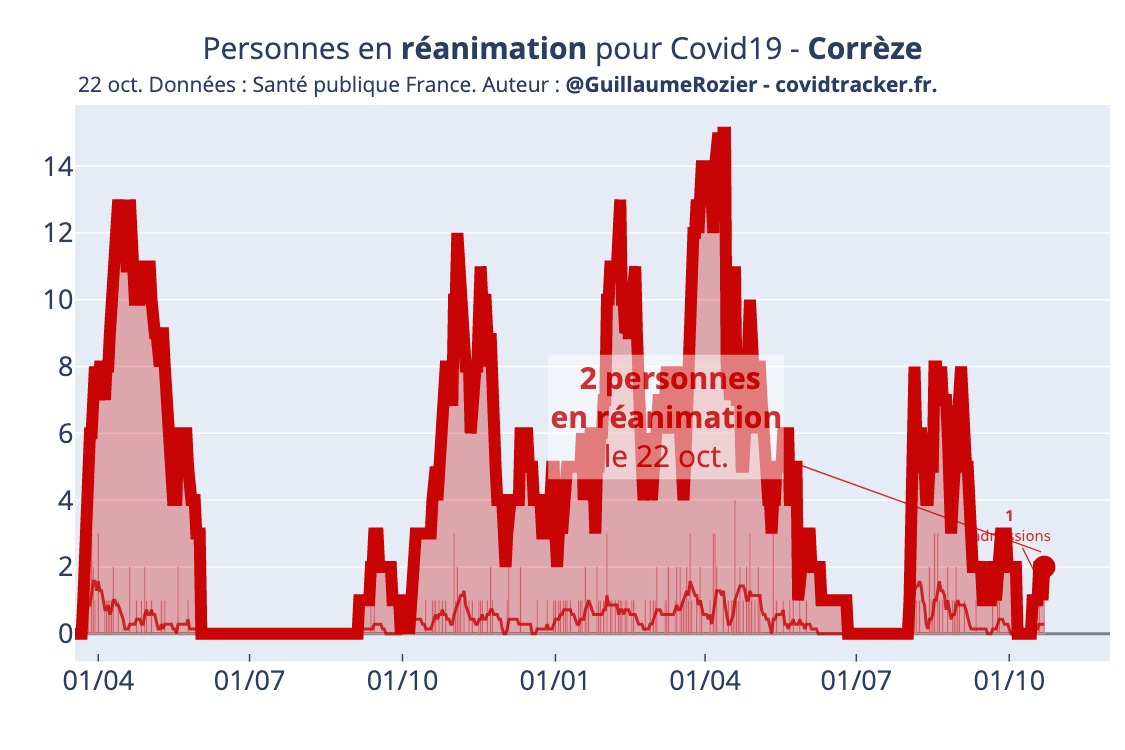 Personnes en réanimation pour Covid19 - Corrèze
22 oct. Données : Santé publique France. Auteur : @GuillaumeRozier - covidtracker.fr.
14
12
10
8
6
4
2
0
2 personnes
en réanimation
le 22 oct.
1
admissions
01/04
01/07
01/10
01/01
01/04
01/07
01/10